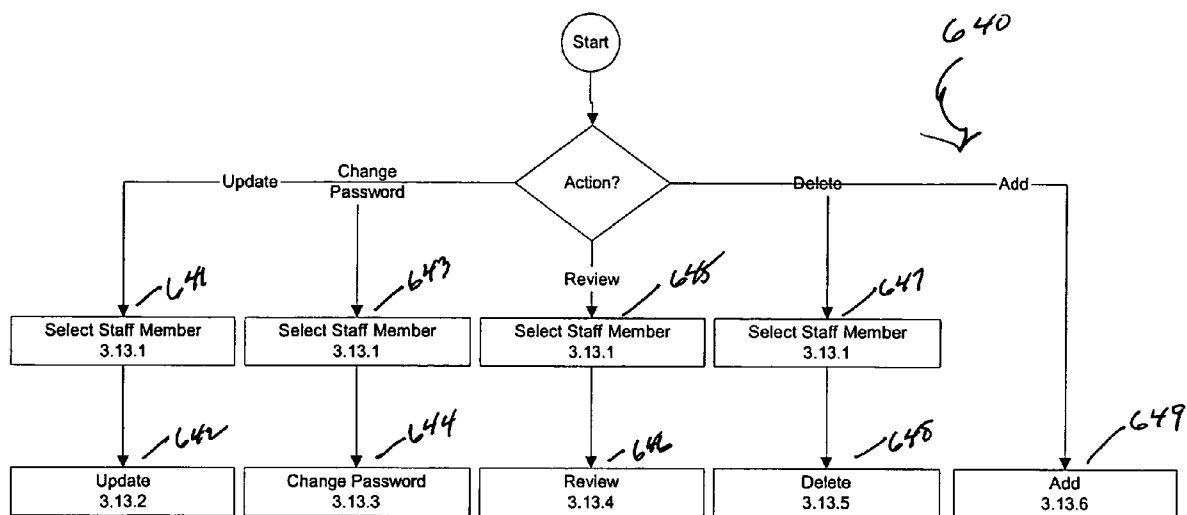 Start
640
Action?
Update
Change
Password
Delete
Add
Review
641
643
645
647
Select Staff Member
3.13.1
Select Staff Member
3.13.1
Select Staff Member
3.13.1
Select Staff Member
3.13.1
642
644
646
648
649
Update
3.13.2
Change Password
3.13.3
Review
3.13.4
Delete
3.13.5
Add
3.13.6